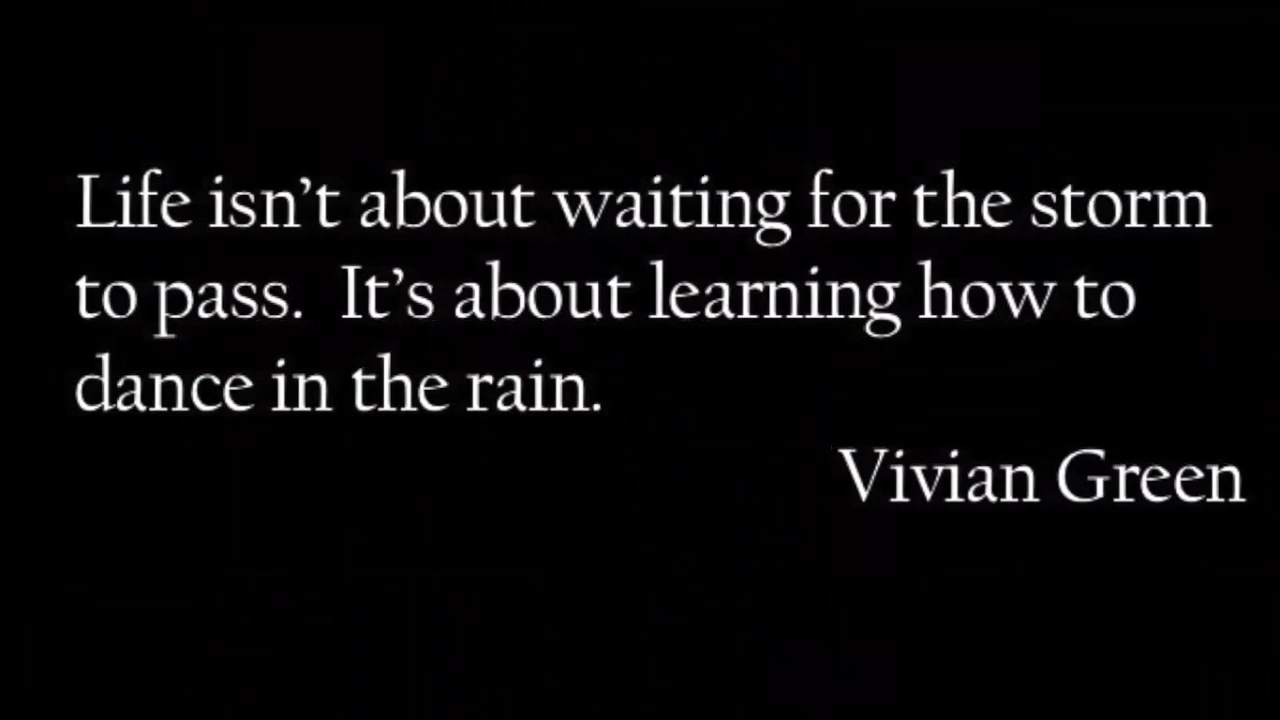 Life isn’t about waiting for the storm
to pass.  It’s about learning how to
dance in the rain.
Vivian Green